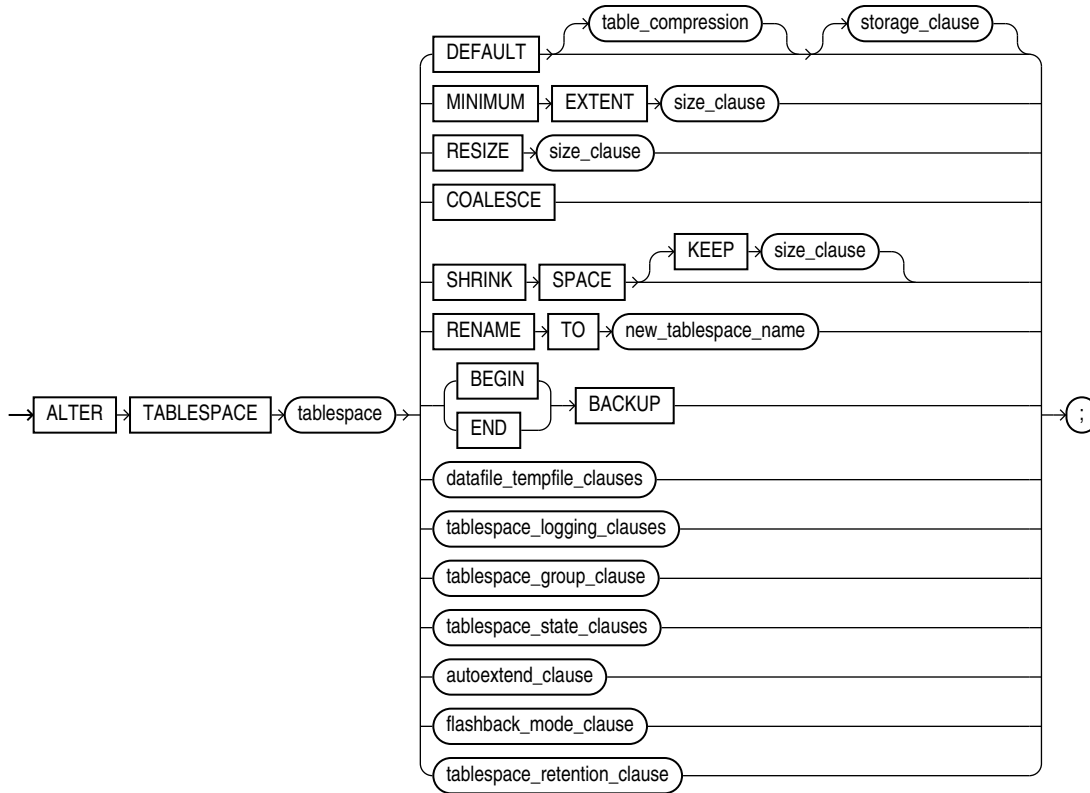 DEFAULT table_compression storage_clause
MINIMUM EXTENT size_clause
RESIZE size_clause
COALESCE
SHRINK SPACE KEEP size_clause
RENAME TO new_tablespace_name
ALTER TABLESPACE tablespace BEGIN END BACKUP ;
datafile_tempfile_clauses
tablespace_logging_clauses
tablespace_group_clause
tablespace_state_clauses
autoextend_clause
flashback_mode_clause
tablespace_retention_clause